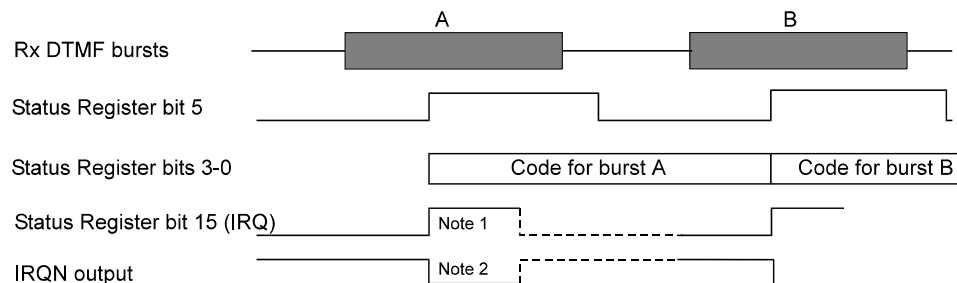 A B
Rx DTMF bursts
Status Register bit 5
Status Register bits 3-0 Code for burst A Code for burst B
Status Register bit 15 (IRQ) Note 1
IRQN output Note 2